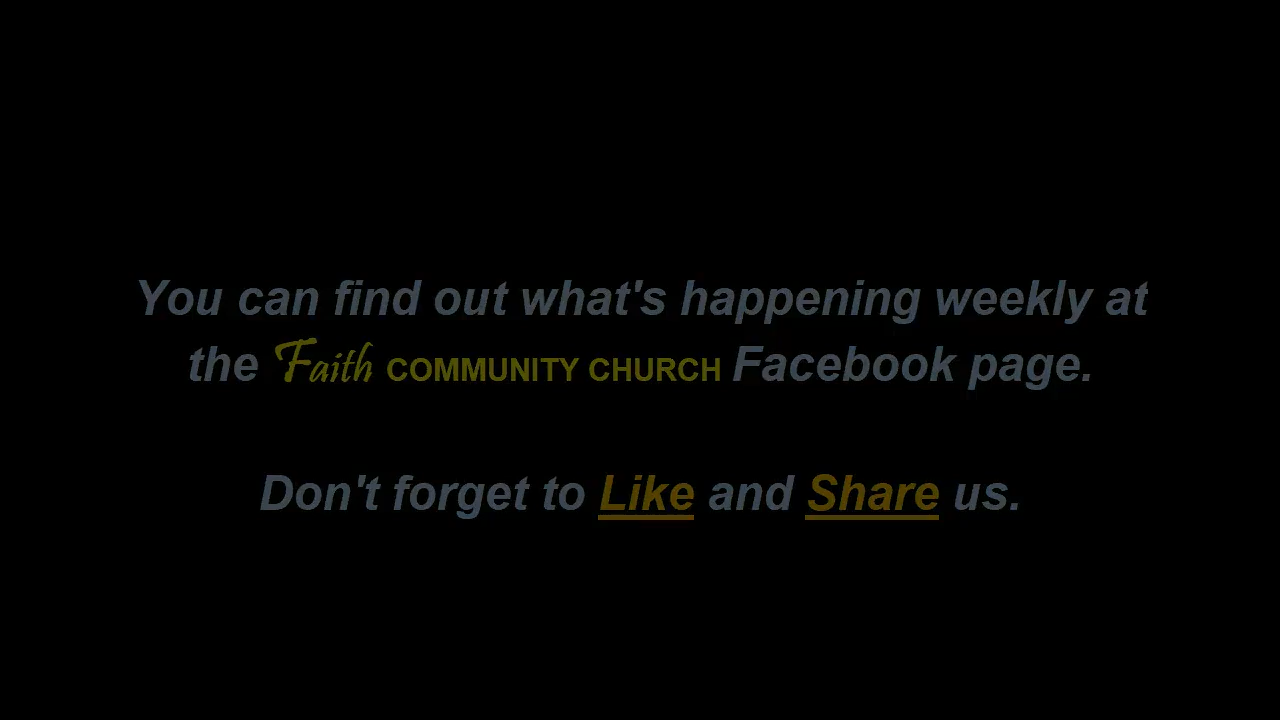 You can find out what's happening weekly at
the Faith COMMUNITY CHURCH Facebook page.
Don't forget to Like and Share us.